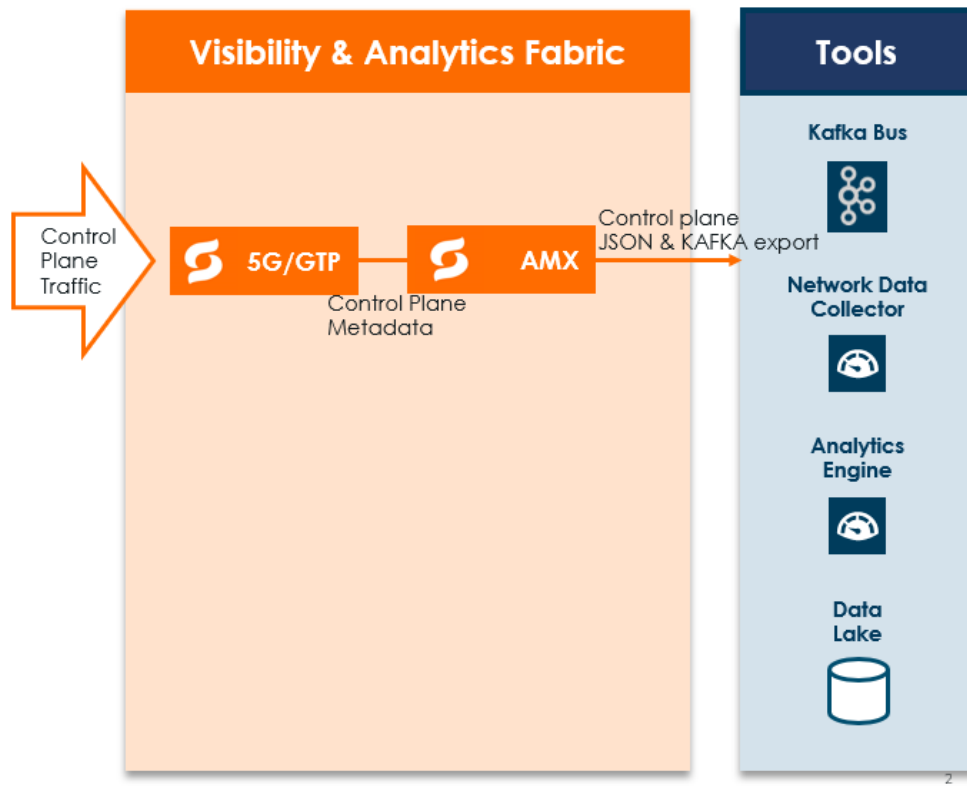 Visibility & Analytics Fabric
Control
Plane
Traffic
5G/GTP
Control Plane
Metadata
AMX
Control plane
JSON & KAFKA export
Tools
Kafka Bus
Network Data
Collector
Analytics
Engine
Data
Lake
2